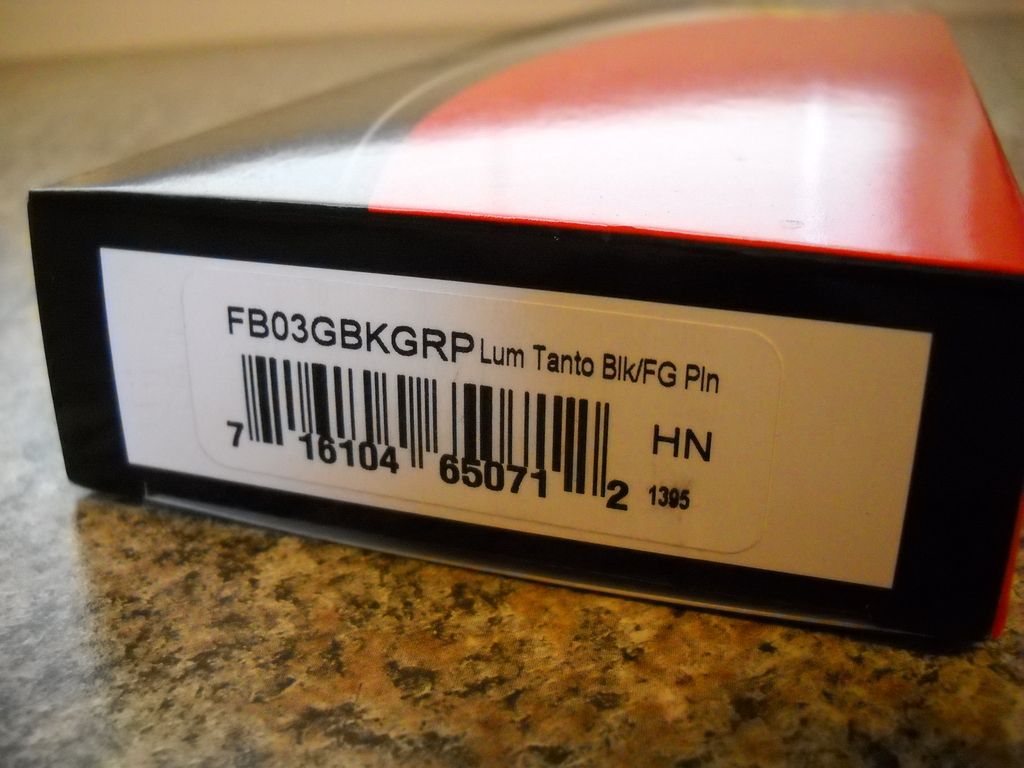 FB03GBKGRP Lum Tanto Blk/FG Pln
7 16104 65071 2
HN
1395